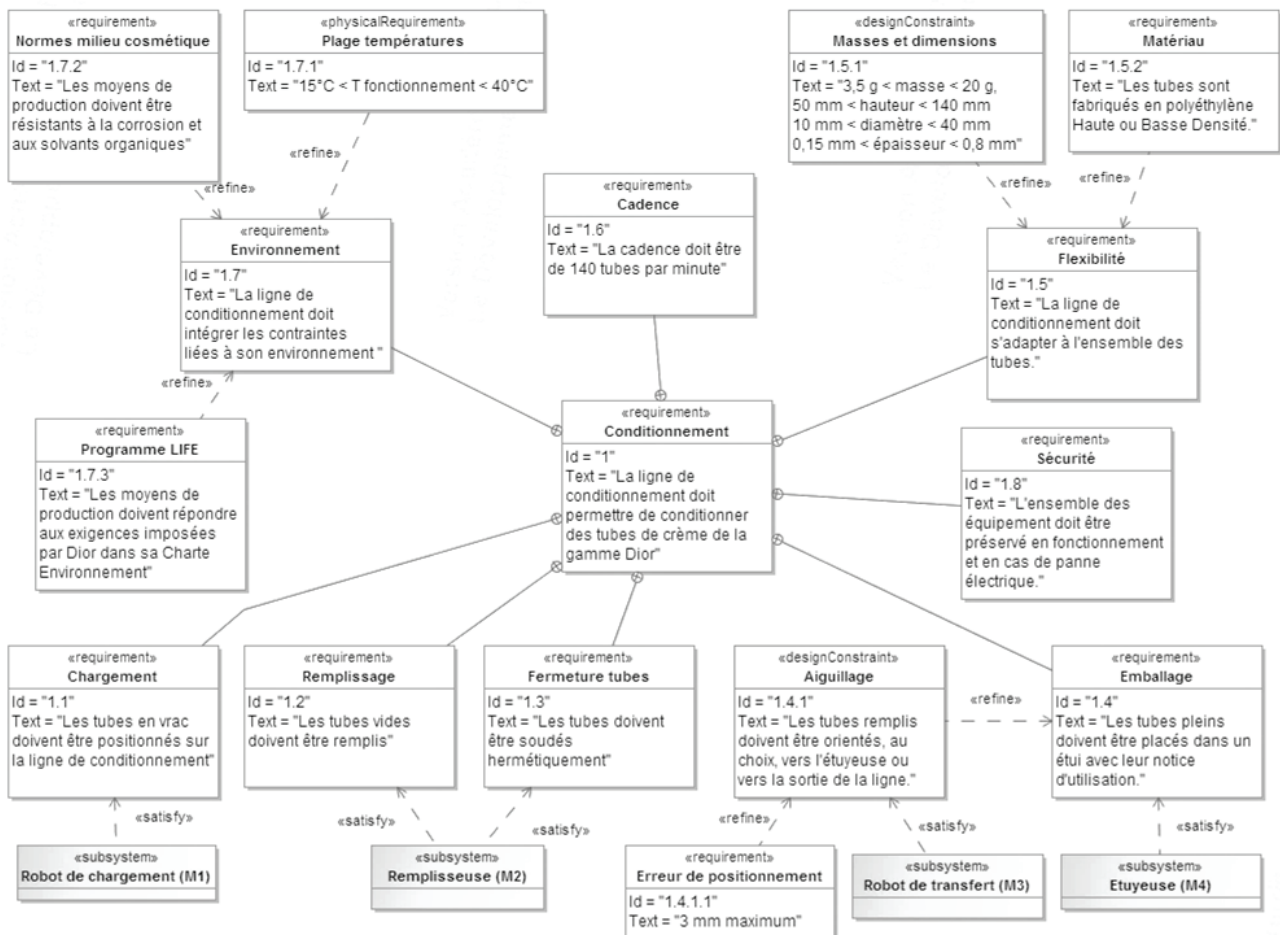 «requirement»
Normes milieu cosmétique
Id = "1.7.2"
Text = "Les moyens de
production doivent être
résistants à la corrosion et
aux solvants organiques"
«physicalRequirement»
Plage températures
Id = "1.7.1"
Text = "15°C < T fonctionnement < 40°C"
«designConstraint»
Masses et dimensions
Id = "1.5.1"
Text = "3,5 g < masse < 20 g,
50 mm < hauteur < 140 mm
10 mm < diamètre < 40 mm
0,15 mm < épaisseur < 0,8 mm"
«requirement»
Matériau
Id = "1.5.2"
Text = "Les tubes sont
fabriqués en polyéthylène
Haute ou Basse Densité."
«refine»
«refine»
«refine»
«refine»
«requirement»
Cadence
Id = "1.6"
Text = "La cadence doit être
de 140 tubes par minute"
«requirement»
Environnement
Id = "1.7"
Text = "La ligne de
conditionnement doit
intégrer les contraintes
liées à son environnement "
«requirement»
Flexibilité
Id = "1.5"
Text = "La ligne de
conditionnement doit
s'adapter à l'ensemble des
tubes."
«refine»
«requirement»
Programme LIFE
Id = "1.7.3"
Text = "Les moyens de
production doivent répondre
aux exigences imposées
par Dior dans sa Charte
Environnement"
«requirement»
Conditionnement
Id = "1"
Text = "La ligne de
conditionnement doit
permettre de conditionner
des tubes de crème de la
gamme Dior"
«requirement»
Sécurité
Id = "1.8"
Text = "L'ensemble des
équipement doit être
préservé en fonctionnement
et en cas de panne
électrique."
«requirement»
Chargement
Id = "1.1"
Text = "Les tubes en vrac
doivent être positionnés sur
la ligne de conditionnement"
«requirement»
Remplissage
Id = "1.2"
Text = "Les tubes vides
doivent être remplis"
«requirement»
Fermeture tubes
Id = "1.3"
Text = "Les tubes doivent
être soudés
hermétiquement"
«designConstraint»
Aiguillage
Id = "1.4.1"
Text = "Les tubes remplis
doivent être orientés, au
choix, vers l'étuyeuse ou
vers la sortie de la ligne."
«refine»
«requirement»
Emballage
Id = "1.4"
Text = "Les tubes pleins
doivent être placés dans un
étui avec leur notice
d'utilisation."
«satisfy»
«satisfy»
«satisfy»
«refine»
«satisfy»
«satisfy»
«subsystem»
Robot de chargement (M1)
«subsystem»
Remplisseuse (M2)
«requirement»
Erreur de positionnement
Id = "1.4.1.1"
Text = "3 mm maximum"
«subsystem»
Robot de transfert (M3)
«subsystem»
Etuyeuse (M4)